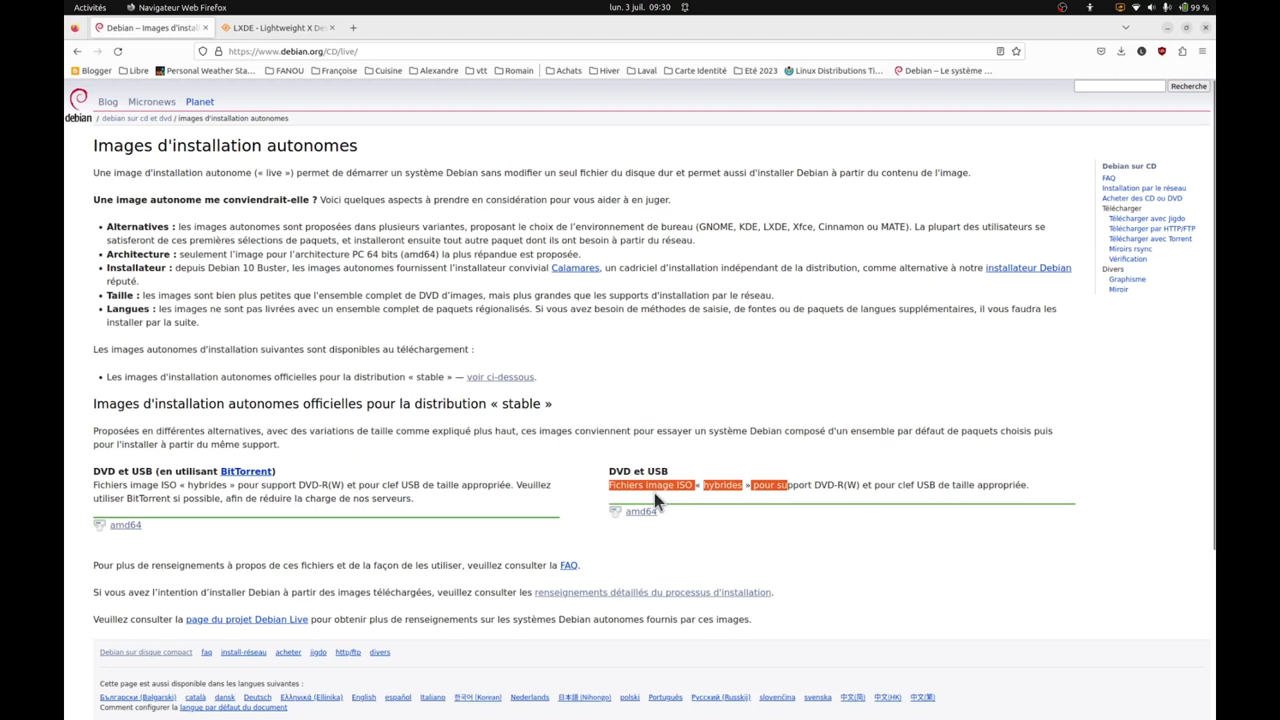 Activités
Navigateur Web Firefox
lun. 3 juil. 09:30
99 %
Debian -- Images d'instal
LXDE - Lightweight X Des
https://www.debian.org/CD/live/
Blogger
Libre
Personal Weather Sta...
FANOU
Françoise
Cuisine
Alexandre
vtt
Romain
Achats
Hiver
Laval
Carte Identité
Eté 2023
Linux Distributions Ti...
Debian -- Le système ...
Recherche
debian
Blog
Micronews
Planet
/ debian sur cd et dvd / images d'installation autonomes
Images d'installation autonomes
Une image d'installation autonome (« live ») permet de démarrer un système Debian sans modifier un seul fichier du disque dur et permet aussi d'installer Debian à partir du contenu de l'image.
Une image autonome me conviendrait-elle ? Voici quelques aspects à prendre en considération pour vous aider à en juger.
• Alternatives : les images autonomes sont proposées dans plusieurs variantes, proposant le choix de l'environnement de bureau (GNOME, KDE, LXDE, Xfce, Cinnamon ou MATE). La plupart des utilisateurs se
satisferont de ces premières sélections de paquets, et installeront ensuite tout autre paquet dont ils ont besoin à partir du réseau.
• Architecture : seulement l'image pour l'architecture PC 64 bits (amd64) la plus répandue est proposée.
• Installateur : depuis Debian 10 Buster, les images autonomes fournissent l'installateur convivial Calamares, un cadriciel d'installation indépendant de la distribution, comme alternative à notre installateur Debian
réputé.
• Taille : les images sont bien plus petites que l'ensemble complet de DVD d'images, mais plus grandes que les supports d'installation par le réseau.
• Langues : les images ne sont pas livrées avec un ensemble complet de paquets régionalisés. Si vous avez besoin de méthodes de saisie, de fontes ou de paquets de langues supplémentaires, il vous faudra les
installer par la suite.
Les images autonomes d'installation suivantes sont disponibles au téléchargement :
• Les images d'installation autonomes officielles pour la distribution « stable » — voir ci-dessous.
Debian sur CD
FAQ
Installation par le réseau
Acheter des CD ou DVD
Télécharger
Télécharger avec Jigdo
Télécharger par HTTP/FTP
Télécharger avec Torrent
Miroirs rsync
Vérification
Divers
Graphisme
Miroir
Images d'installation autonomes officielles pour la distribution « stable »
Proposées en différentes alternatives, avec des variations de taille comme expliqué plus haut, ces images conviennent pour essayer un système Debian composé d'un ensemble par défaut de paquets choisis puis
pour l'installer à partir du même support.
DVD et USB (en utilisant BitTorrent)
Fichiers image ISO « hybrides » pour support DVD-R(W) et pour clef USB de taille appropriée. Veuillez
utiliser BitTorrent si possible, afin de réduire la charge de nos serveurs.
amd64
DVD et USB
Fichiers image ISO « hybrides » pour support DVD-R(W) et pour clef USB de taille appropriée.
amd64
Pour plus de renseignements à propos de ces fichiers et de la façon de les utiliser, veuillez consulter la FAQ.
Si vous avez l'intention d'installer Debian à partir des images téléchargées, veuillez consulter les renseignements détaillés du processus d'installation.
Veuillez consulter la page du projet Debian Live pour obtenir plus de renseignements sur les systèmes Debian autonomes fournis par ces images.
Debian sur disque compact faq install-réseau acheter jigdo http/ftp divers
Cette page est aussi disponible dans les langues suivantes :
Български (Bəlgarski) català dansk Deutsch Ελληνικά (Ellinika) English español Italiano 한국어 (Korean) Nederlands 日本語 (Nihongo) polski Português Русский (Russkij) slovenčina svenska 中文(简) 中文(HK) 中文(繁)
Comment configurer la langue par défaut du document